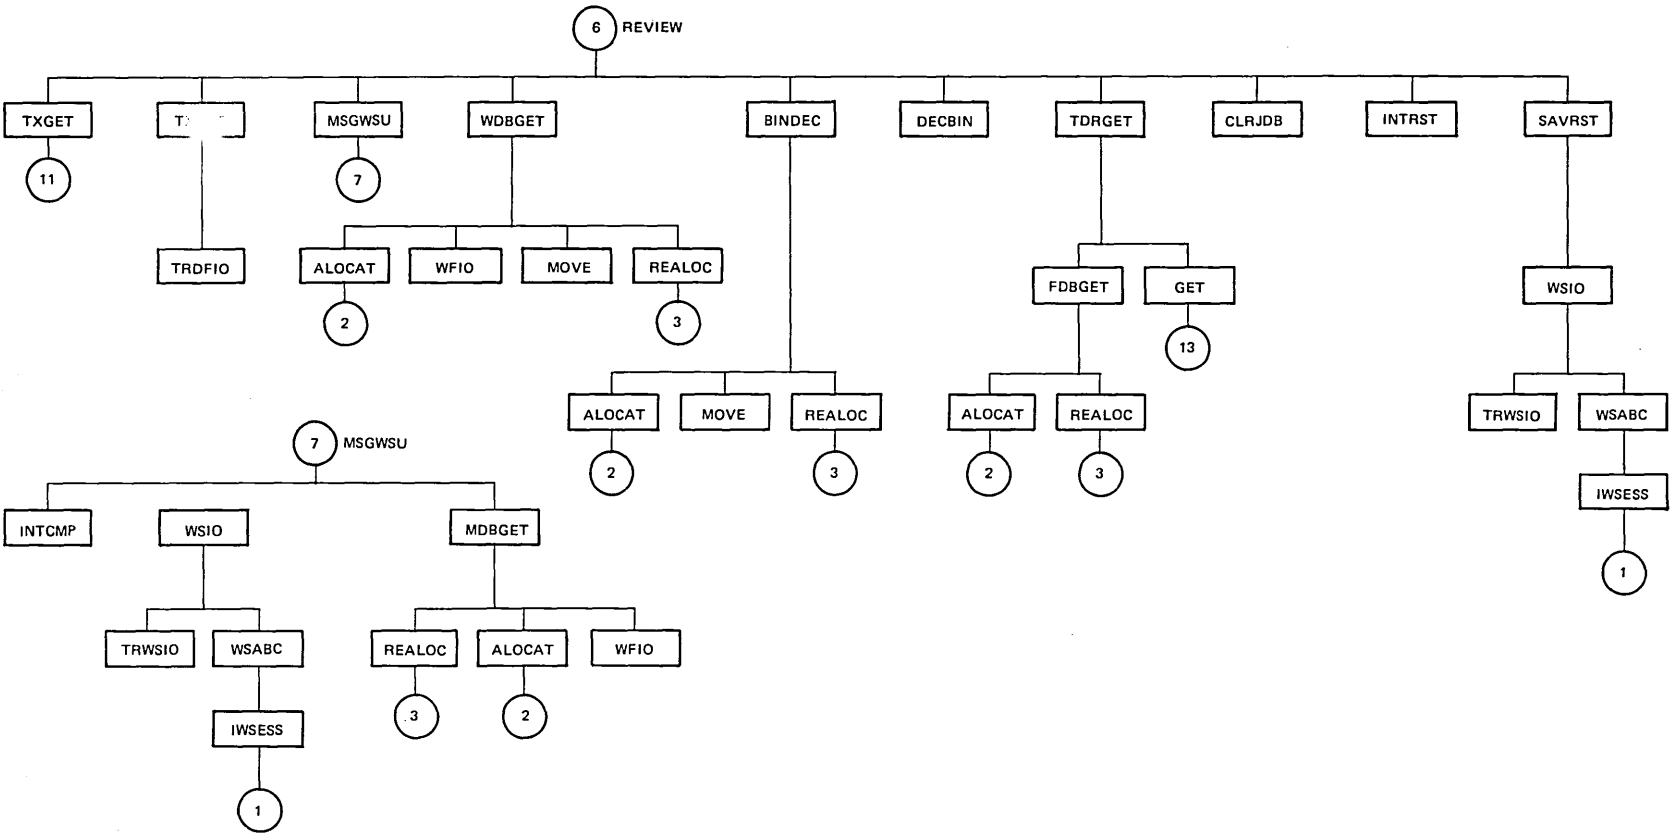 6 REVIEW
TXGET
MSGWSU
WDBGET
BINDEC
DECBIN
TDRGET
CLRJDB
INTRST
SAVRST
11
7
TRDFIO
ALOCAT
WFIO
MOVE
REALOC
FDBGET
GET
WSIO
2
3
13
ALOCAT
MOVE
REALOC
ALOCAT
REALOC
TRWSIO
WSABC
2
3
2
3
IWSESS
1
7 MSGWSU
INTCMP
WSIO
MDBGET
TRWSIO
WSABC
REALOC
ALOCAT
WFIO
3
2
IWSESS
1